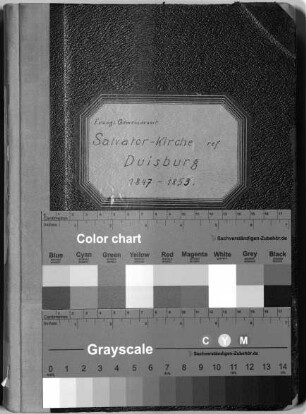 Salvator-Kirche ref
Duisburg
1847 - 1853.
Color chart
Sachverständigen-Zubehör.de
Blue Cyan Green Yellow Red Magenta White Grey Black
Grayscale
C Y M
Sachverständigen-Zubehör.de
0 1 2 3 4 5 6 7 8 9 10 11 12 13 14